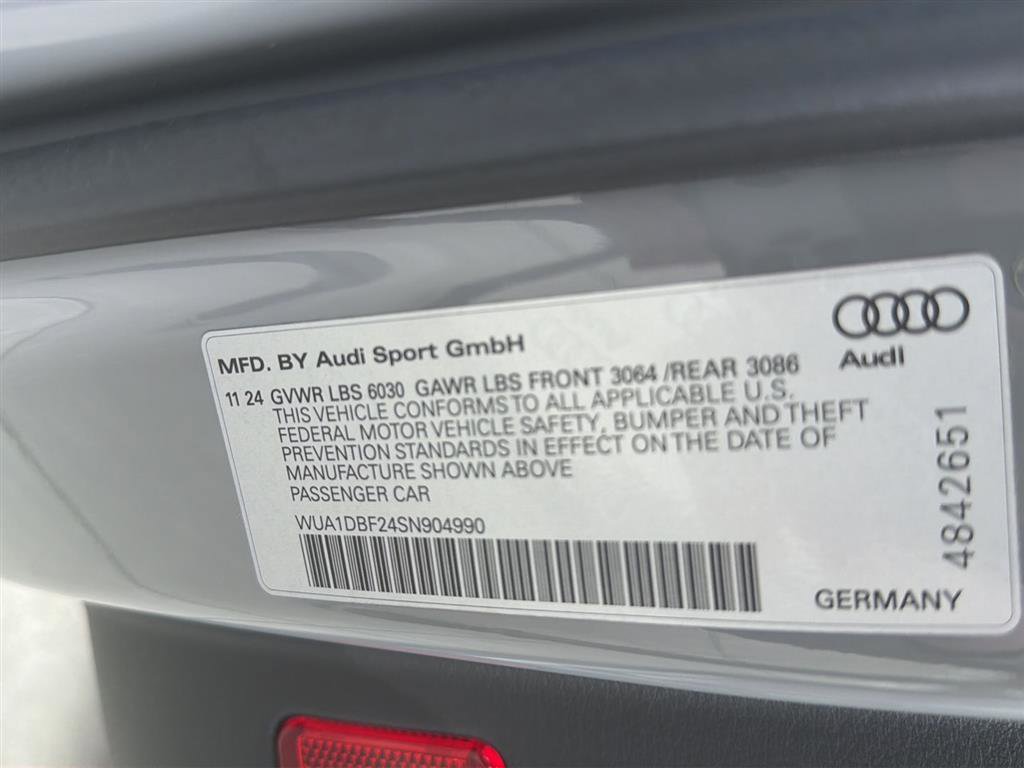 MFD. BY Audi Sport GmbH
Audi
11 24 GVWR LBS 6030 GAWR LBS FRONT 3064 /REAR 3086
THIS VEHICLE CONFORMS TO ALL APPLICABLE U.S.
FEDERAL MOTOR VEHICLE SAFETY, BUMPER AND THEFT
PREVENTION STANDARDS IN EFFECT ON THE DATE OF
MANUFACTURE SHOWN ABOVE
PASSENGER CAR
WUA1DBF24SN904990
GERMANY
4842651